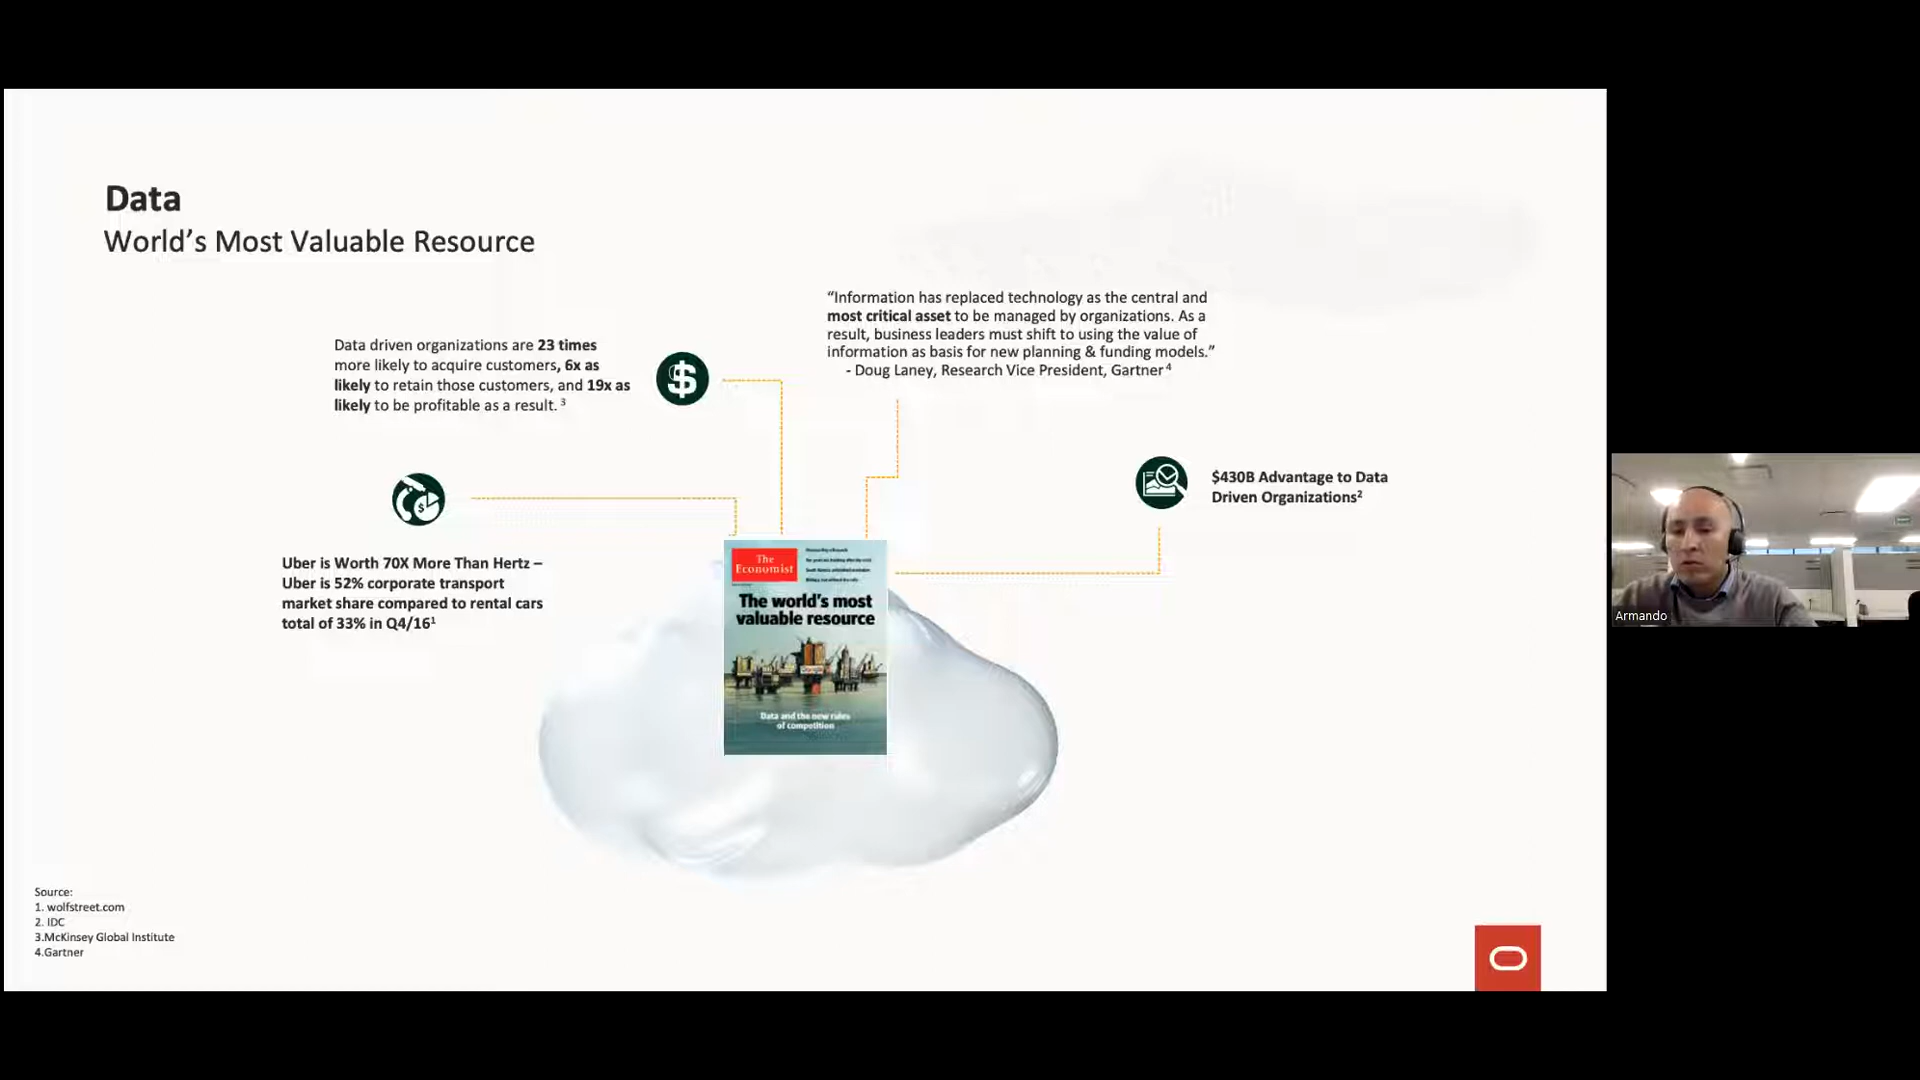 Data
World’s Most Valuable Resource
“Information has replaced technology as the central and
most critical asset to be managed by organizations. As a
result, business leaders must shift to using the value of
information as basis for new planning & funding models.”
- Doug Laney, Research Vice President, Gartner 4
Data driven organizations are 23 times
more likely to acquire customers, 6x as
likely to retain those customers, and 19x as
likely to be profitable as a result. 3
$
$430B Advantage to Data
Driven Organizations2
$
Uber is Worth 70X More Than Hertz –
Uber is 52% corporate transport
market share compared to rental cars
total of 33% in Q4/161
The
Economist
The world's most
valuable resource
Data and the new rules
of competition
Armando
Source:
1. wolfstreet.com
2. IDC
3.McKinsey Global Institute
4.Gartner